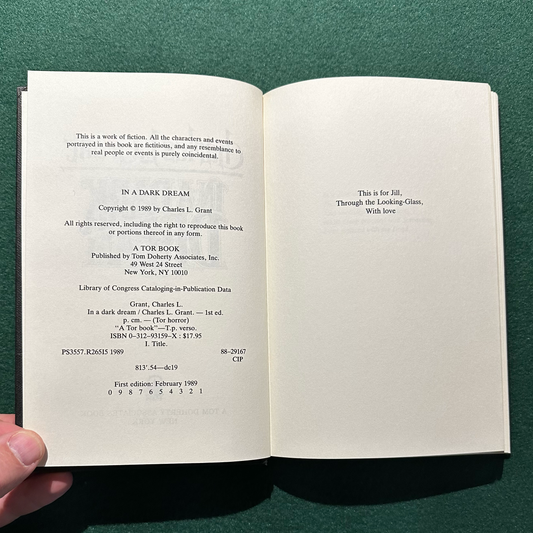 This is a work of fiction. All the characters and events
portrayed in this book are fictitious, and any resemblance to
real people or events is purely coincidental.
IN A DARK DREAM
Copyright © 1989 by Charles L. Grant
All rights reserved, including the right to reproduce this book
or portions thereof in any form.
A TOR BOOK
Published by Tom Doherty Associates, Inc.
49 West 24 Street
New York, NY 10010
Library of Congress Cataloging-in-Publication Data
Grant, Charles L.
In a dark dream / Charles L. Grant. — 1st ed.
p. cm. — (Tor horror)
"A Tor book"—T.p. verso.
ISBN 0-312-93159-X : $17.95
I. Title.
PS3557.R265I5 1989 88-29167
CIP
813'.54—dc19
First edition: February 1989
0 9 8 7 6 5 4 3 2 1
This is for Jill,
Through the Looking-Glass,
With love